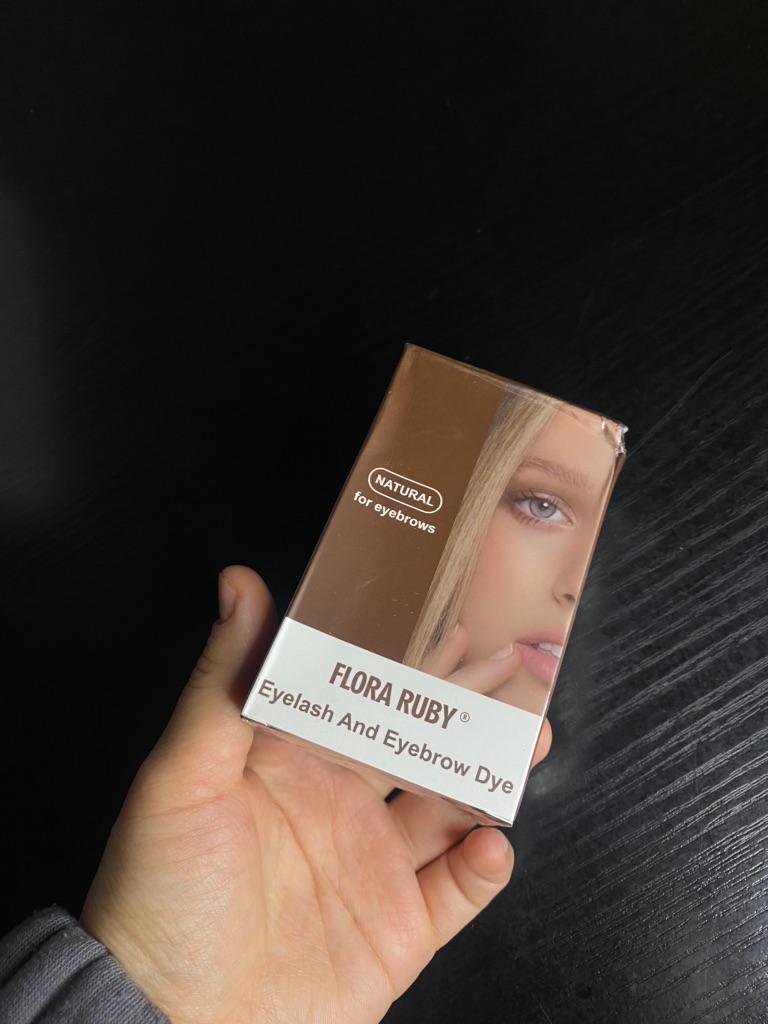 NATURAL
for eyebrows
FLORA RUBY®
Eyelash And Eyebrow Dye